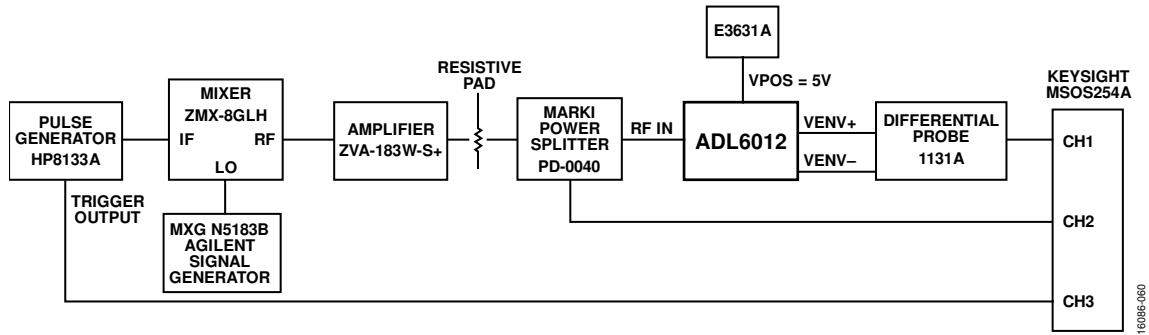 E3631A
VPOS = 5V
RESISTIVE
PAD
KEYSIGHT
MSOS254A
PULSE
GENERATOR
HP8133A
MIXER
ZMX-8GLH
IF
RF
LO
AMPLIFIER
ZVA-183W-S+
MARKI
POWER
SPLITTER
PD-0040
RF IN
ADL6012
VENV+
VENV–
DIFFERENTIAL
PROBE
1131A
CH1
TRIGGER
OUTPUT
MXG N5183B
AGILENT
SIGNAL
GENERATOR
CH2
CH3
16086-060